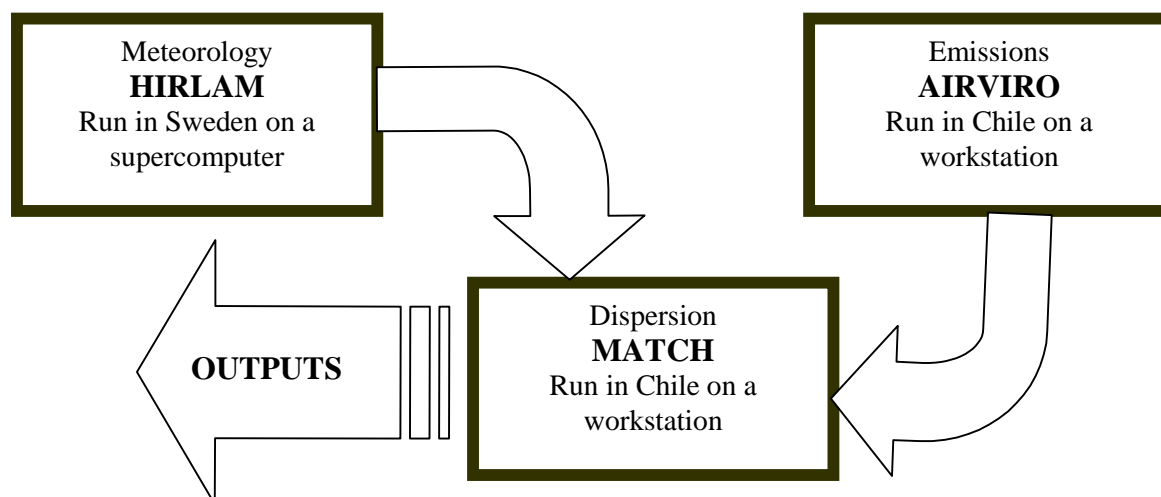 Meteorology
HIRLAM
Run in Sweden on a
supercomputer
Emissions
AIRVIRO
Run in Chile on a
workstation
Dispersion
MATCH
Run in Chile on a
workstation
OUTPUTS